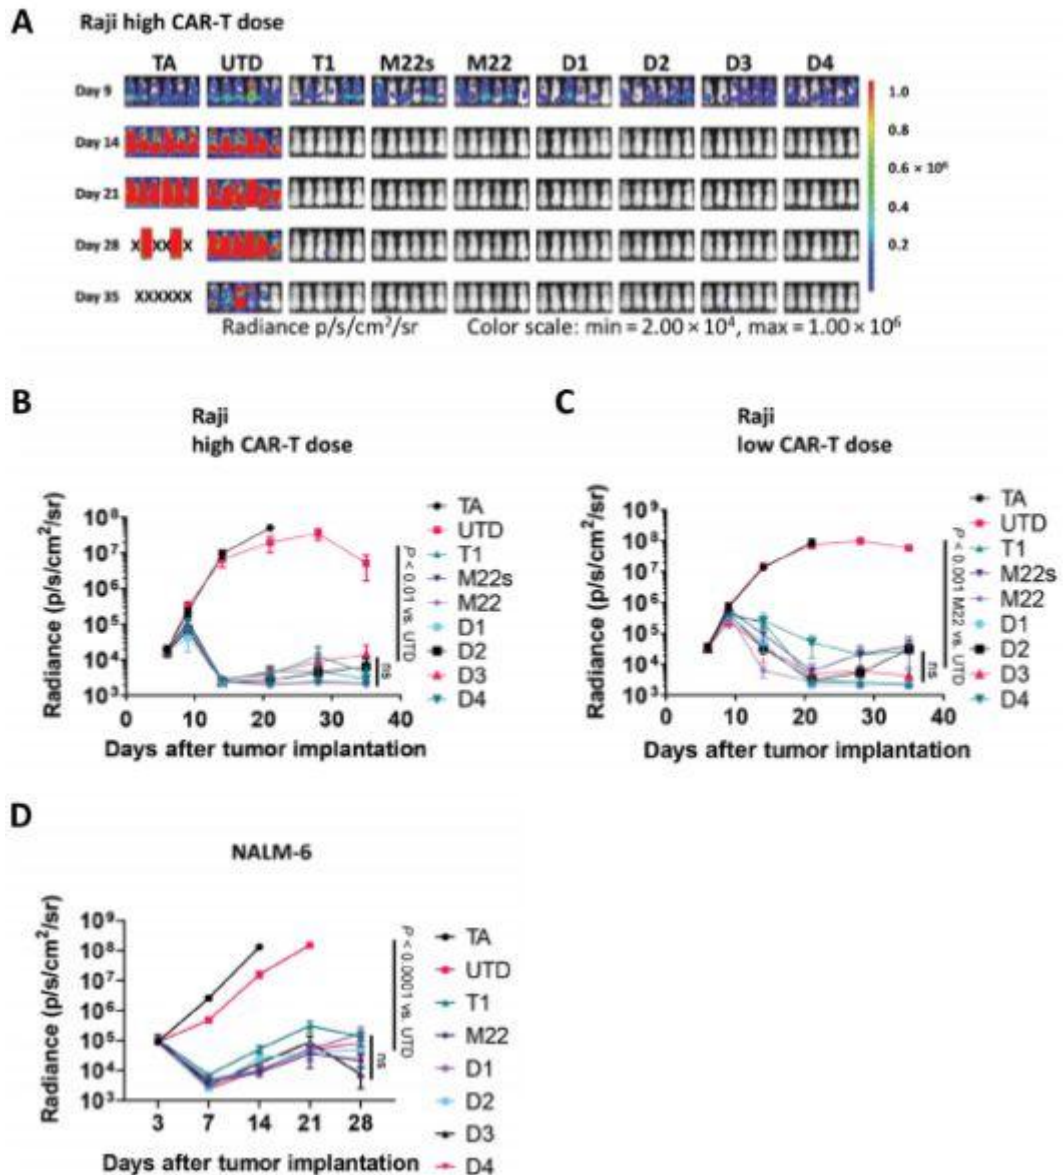 A
Raji high CAR-T dose
TA UTD T1 M22s M22 D1 D2 D3 D4
Day 9
Day 14
Day 21
Day 28 X XX X
Day 35 XXXXXX
1.0
0.8
0.6 × 10⁶
0.4
0.2
Radiance p/s/cm²/sr Color scale: min = 2.00 × 10⁴, max = 1.00 × 10⁶
B
Raji
high CAR-T dose
Radiance (p/s/cm²/sr)
10⁸
10⁷
10⁶
10⁵
10⁴
10³
0 10 20 30 40
Days after tumor implantation
P < 0.01 vs. UTD
ns
TA
UTD
T1
M22s
M22
D1
D2
D3
D4
C
Raji
low CAR-T dose
Radiance (p/s/cm²/sr)
10⁹
10⁸
10⁷
10⁶
10⁵
10⁴
10³
0 10 20 30 40
Days after tumor implantation
P < 0.001 M22 vs. UTD
ns
TA
UTD
T1
M22s
M22
D1
D2
D3
D4
D
NALM-6
Radiance (p/s/cm²/sr)
10⁹
10⁸
10⁷
10⁶
10⁵
10⁴
10³
3 7 14 21 28
Days after tumor implantation
P < 0.0001 vs. UTD
ns
TA
UTD
T1
M22
D1
D2
D3
D4